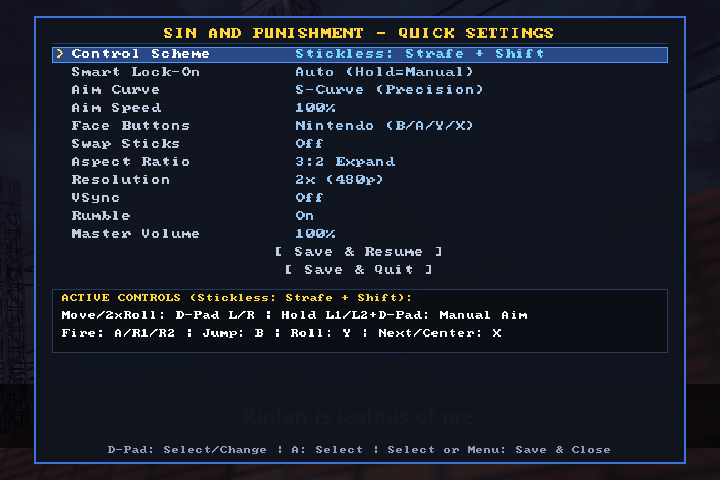 SIN AND PUNISHMENT - QUICK SETTINGS
> Control Scheme Stickless: Strafe + Shift
Smart Lock-On Auto (Hold=Manual)
Aim Curve S-Curve (Precision)
Aim Speed 100%
Face Buttons Nintendo (B/A/Y/X)
Swap Sticks Off
Aspect Ratio 3:2 Expand
Resolution 2x (480p)
VSync Off
Rumble On
Master Volume 100%
[ Save & Resume ]
[ Save & Quit ]
ACTIVE CONTROLS (Stickless: Strafe + Shift):
Move/2xRoll: D-Pad L/R | Hold L1/L2+D-Pad: Manual Aim
Fire: A/R1/R2 | Jump: B | Roll: Y | Next/Center: X
Rudan is jealous of me.
D-Pad: Select/Change | A: Select | Select or Menu: Save & Close